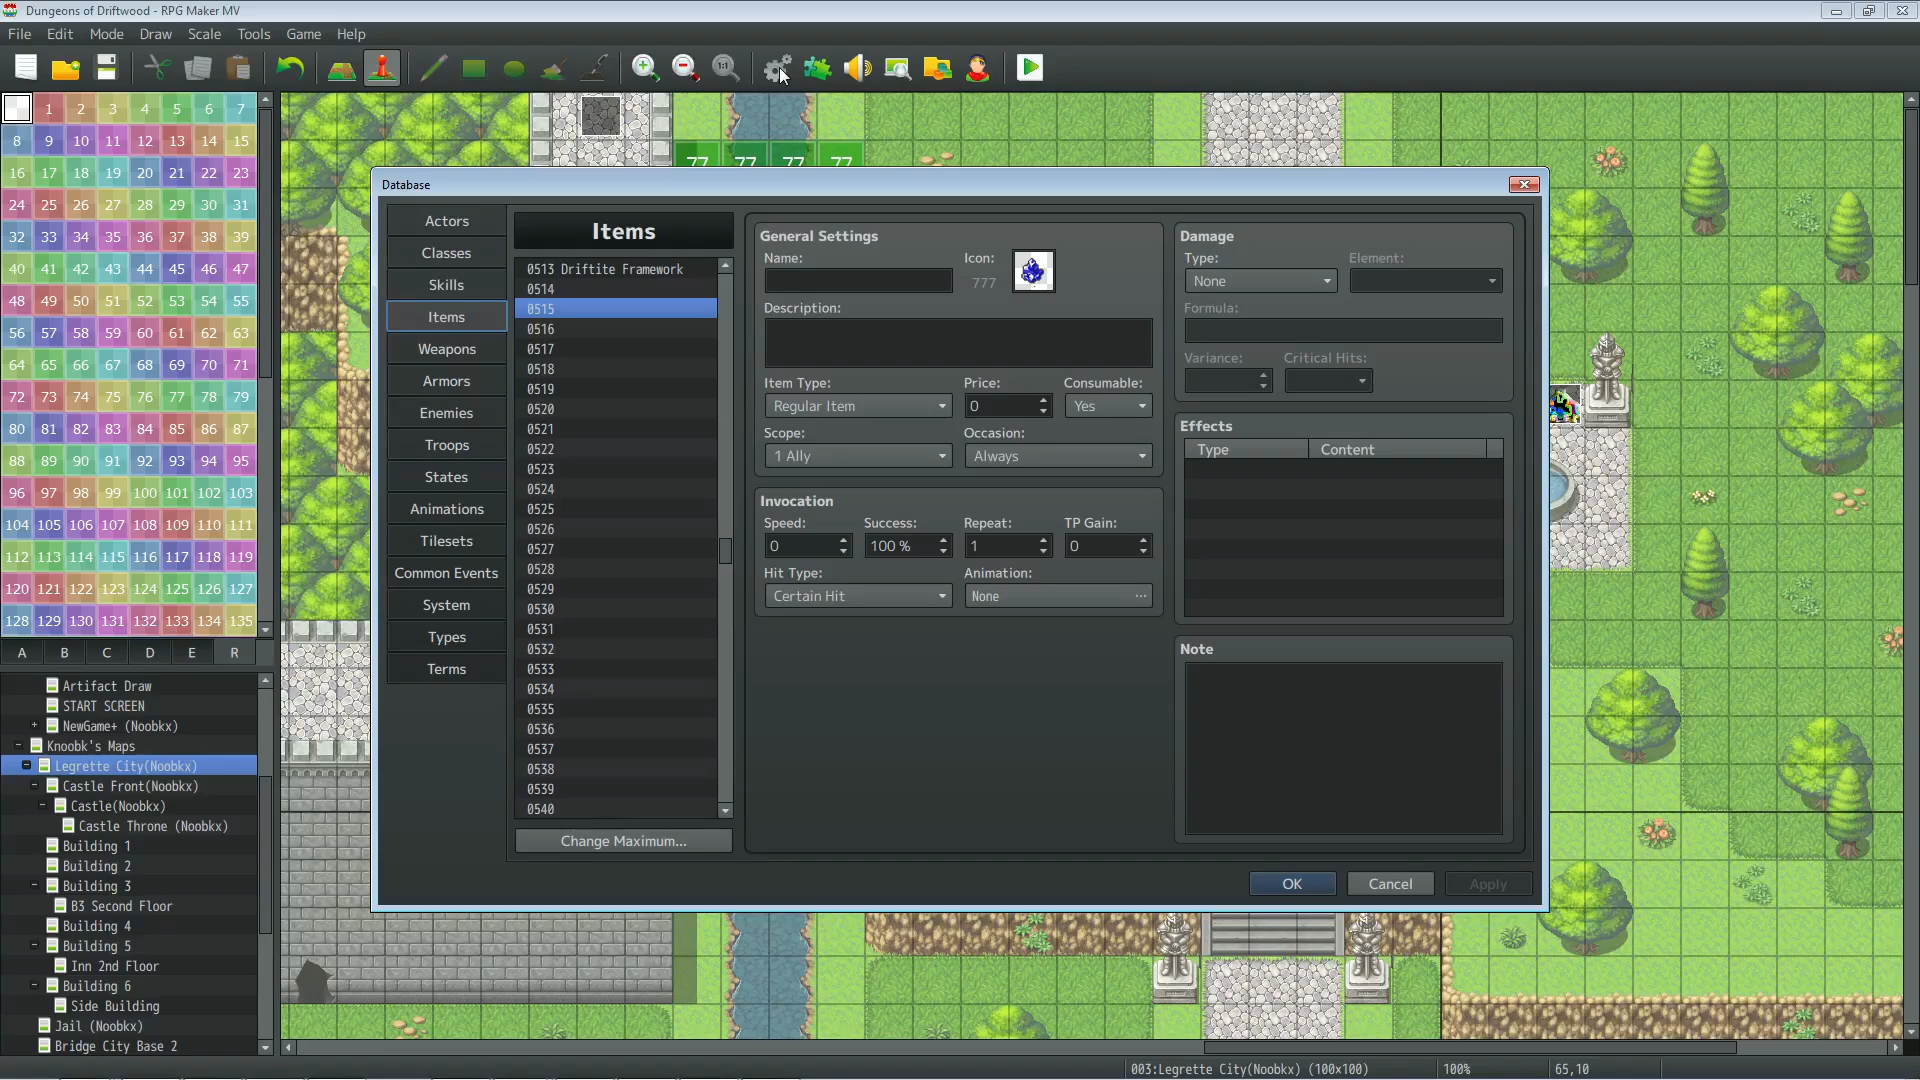 Dungeons of Driftwood - RPG Maker MV
File Edit Mode Draw Scale Tools Game Help
1 2 3 4 5 6 7
8 9 10 11 12 13 14 15
16 17 18 19 20 21 22 23
24 25 26 27 28 29 30 31
32 33 34 35 36 37 38 39
40 41 42 43 44 45 46 47
48 49 50 51 52 53 54 55
56 57 58 59 60 61 62 63
64 65 66 67 68 69 70 71
72 73 74 75 76 77 78 79
80 81 82 83 84 85 86 87
88 89 90 91 92 93 94 95
96 97 98 99 100 101 102 103
104 105 106 107 108 109 110 111
112 113 114 115 116 117 118 119
120 121 122 123 124 125 126 127
128 129 130 131 132 133 134 135
A B C D E R
Artifact Draw
START SCREEN
NewGame+ (Noobkx)
Knoobk's Maps
Legrette City(Noobkx)
Castle Front(Noobkx)
Castle(Noobkx)
Castle Throne (Noobkx)
Building 1
Building 2
Building 3
B3 Second Floor
Building 4
Building 5
Inn 2nd Floor
Building 6
Side Building
Jail (Noobkx)
Bridge City Base 2
77 77 77 77
Database
Actors
Classes
Skills
Items
Weapons
Armors
Enemies
Troops
States
Animations
Tilesets
Common Events
System
Types
Terms
Items
0513 Driftite Framework
0514
0515
0516
0517
0518
0519
0520
0521
0522
0523
0524
0525
0526
0527
0528
0529
0530
0531
0532
0533
0534
0535
0536
0537
0538
0539
0540
Change Maximum...
General Settings
Name: Icon:
777
Description:
Item Type: Price: Consumable:
Regular Item 0 Yes
Scope: Occasion:
1 Ally Always
Invocation
Speed: Success: Repeat: TP Gain:
0 100 % 1 0
Hit Type: Animation:
Certain Hit None ...
Damage
Type: Element:
None
Formula:
Variance: Critical Hits:
Effects
Type Content
Note
OK Cancel Apply
003:Legrette City(Noobkx) (100x100) 100% 65,10